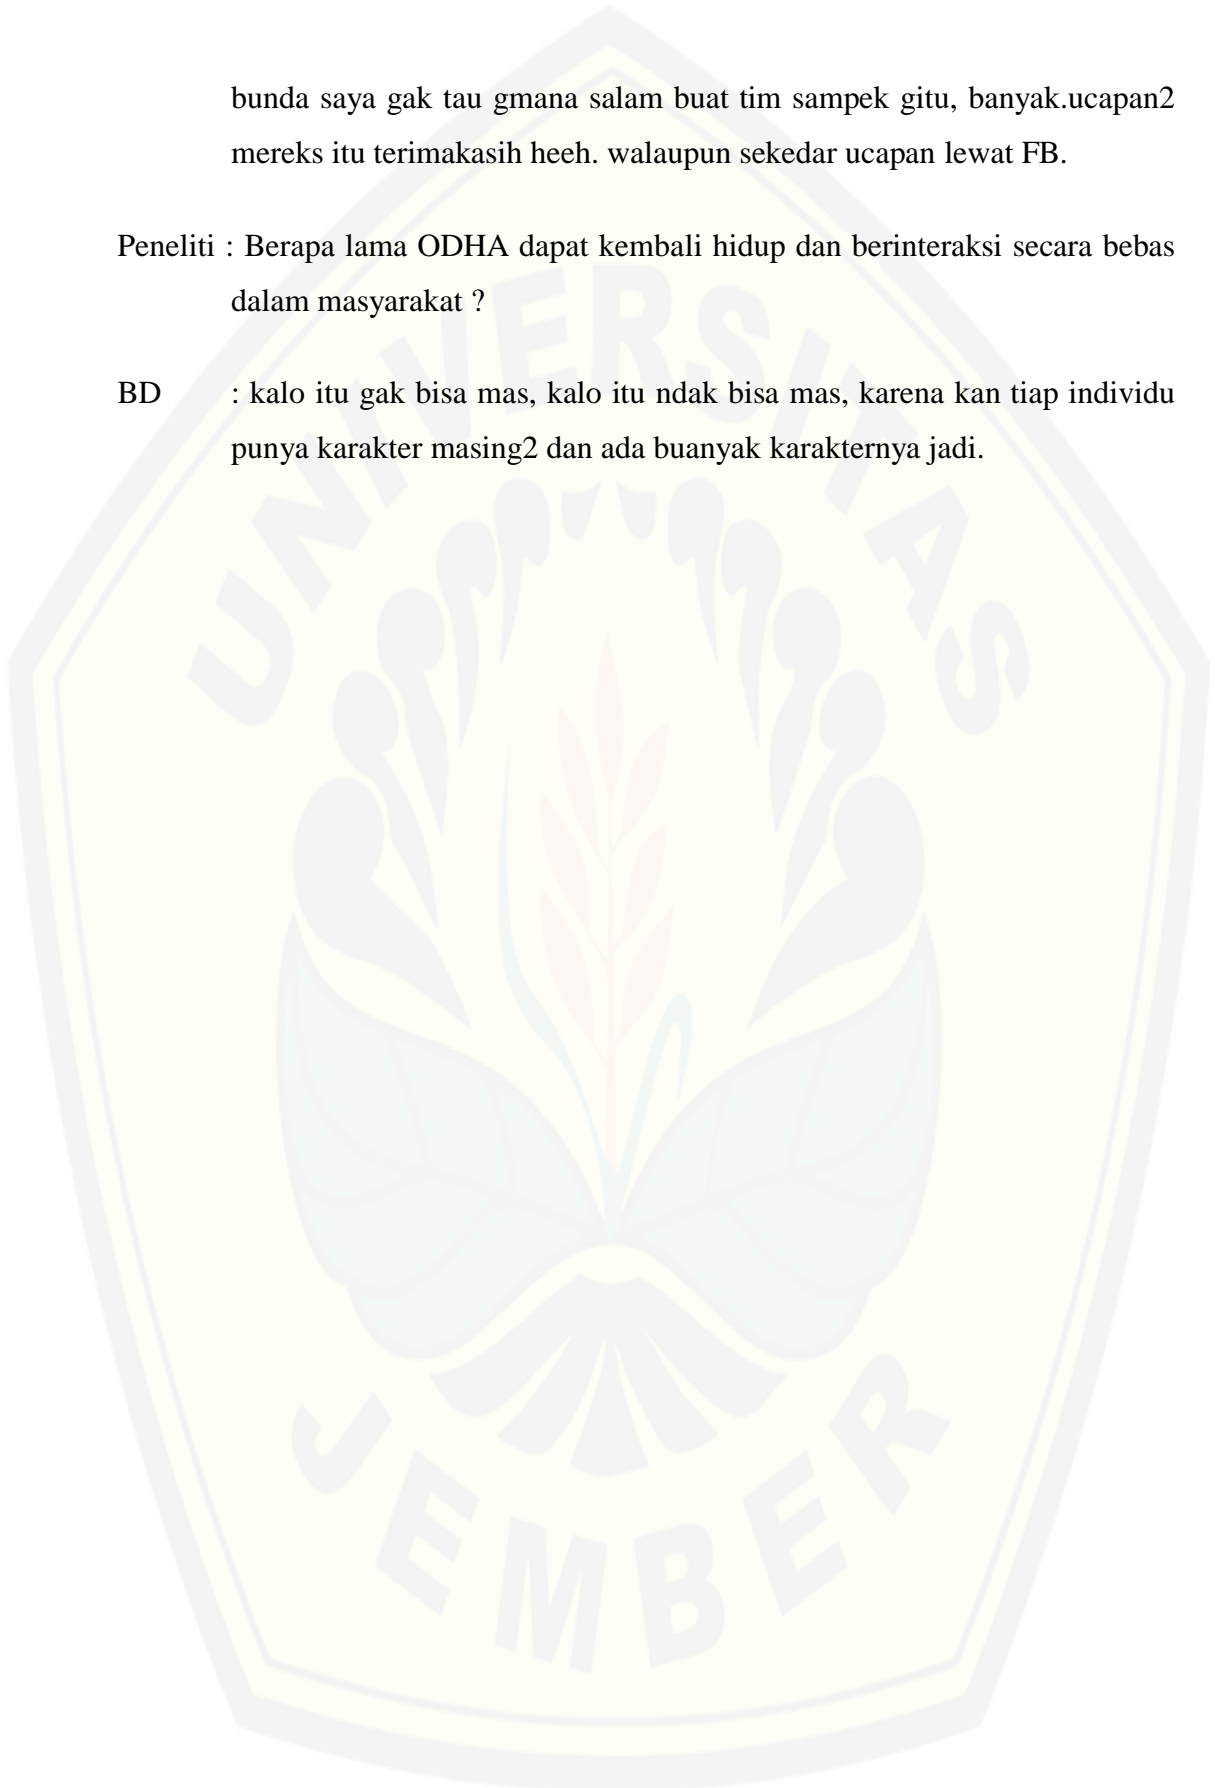 bunda saya gak tau gmana salam buat tim sampek gitu, banyak.ucapan2
mereks itu terimakasih heeh. walaupun sekedar ucapan lewat FB.
Peneliti : Berapa lama ODHA dapat kembali hidup dan berinteraksi secara bebas
dalam masyarakat ?
BD : kalo itu gak bisa mas, kalo itu ndak bisa mas, karena kan tiap individu
punya karakter masing2 dan ada buanyak karakternya jadi.
UNIVERSITAS
JEMBER